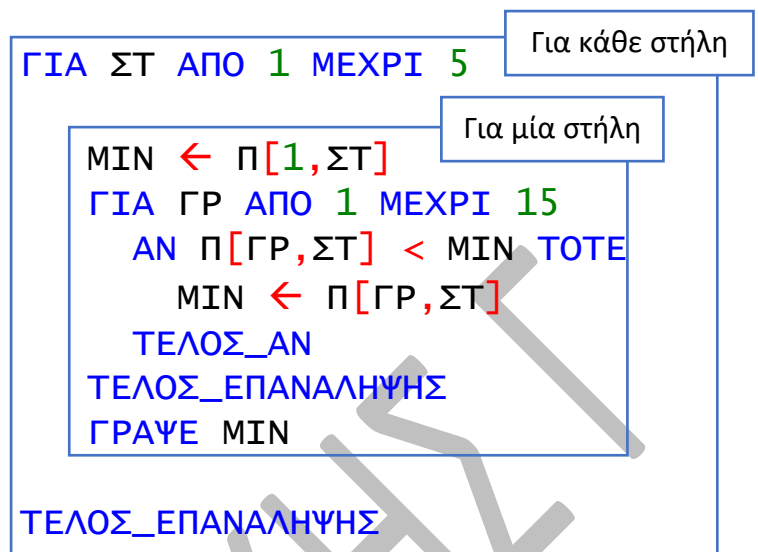 Για κάθε στήλη
ΓΙΑ ΣΤ ΑΠΟ 1 ΜΕΧΡΙ 5
Για μία στήλη
ΜΙΝ ← Π[1,ΣΤ]
ΓΙΑ ΓΡ ΑΠΟ 1 ΜΕΧΡΙ 15
ΑΝ Π[ΓΡ,ΣΤ] < ΜΙΝ ΤΟΤΕ
ΜΙΝ ← Π[ΓΡ,ΣΤ]
ΤΕΛΟΣ_ΑΝ
ΤΕΛΟΣ_ΕΠΑΝΑΛΗΨΗΣ
ΓΡΑΨΕ ΜΙΝ
ΤΕΛΟΣ_ΕΠΑΝΑΛΗΨΗΣ